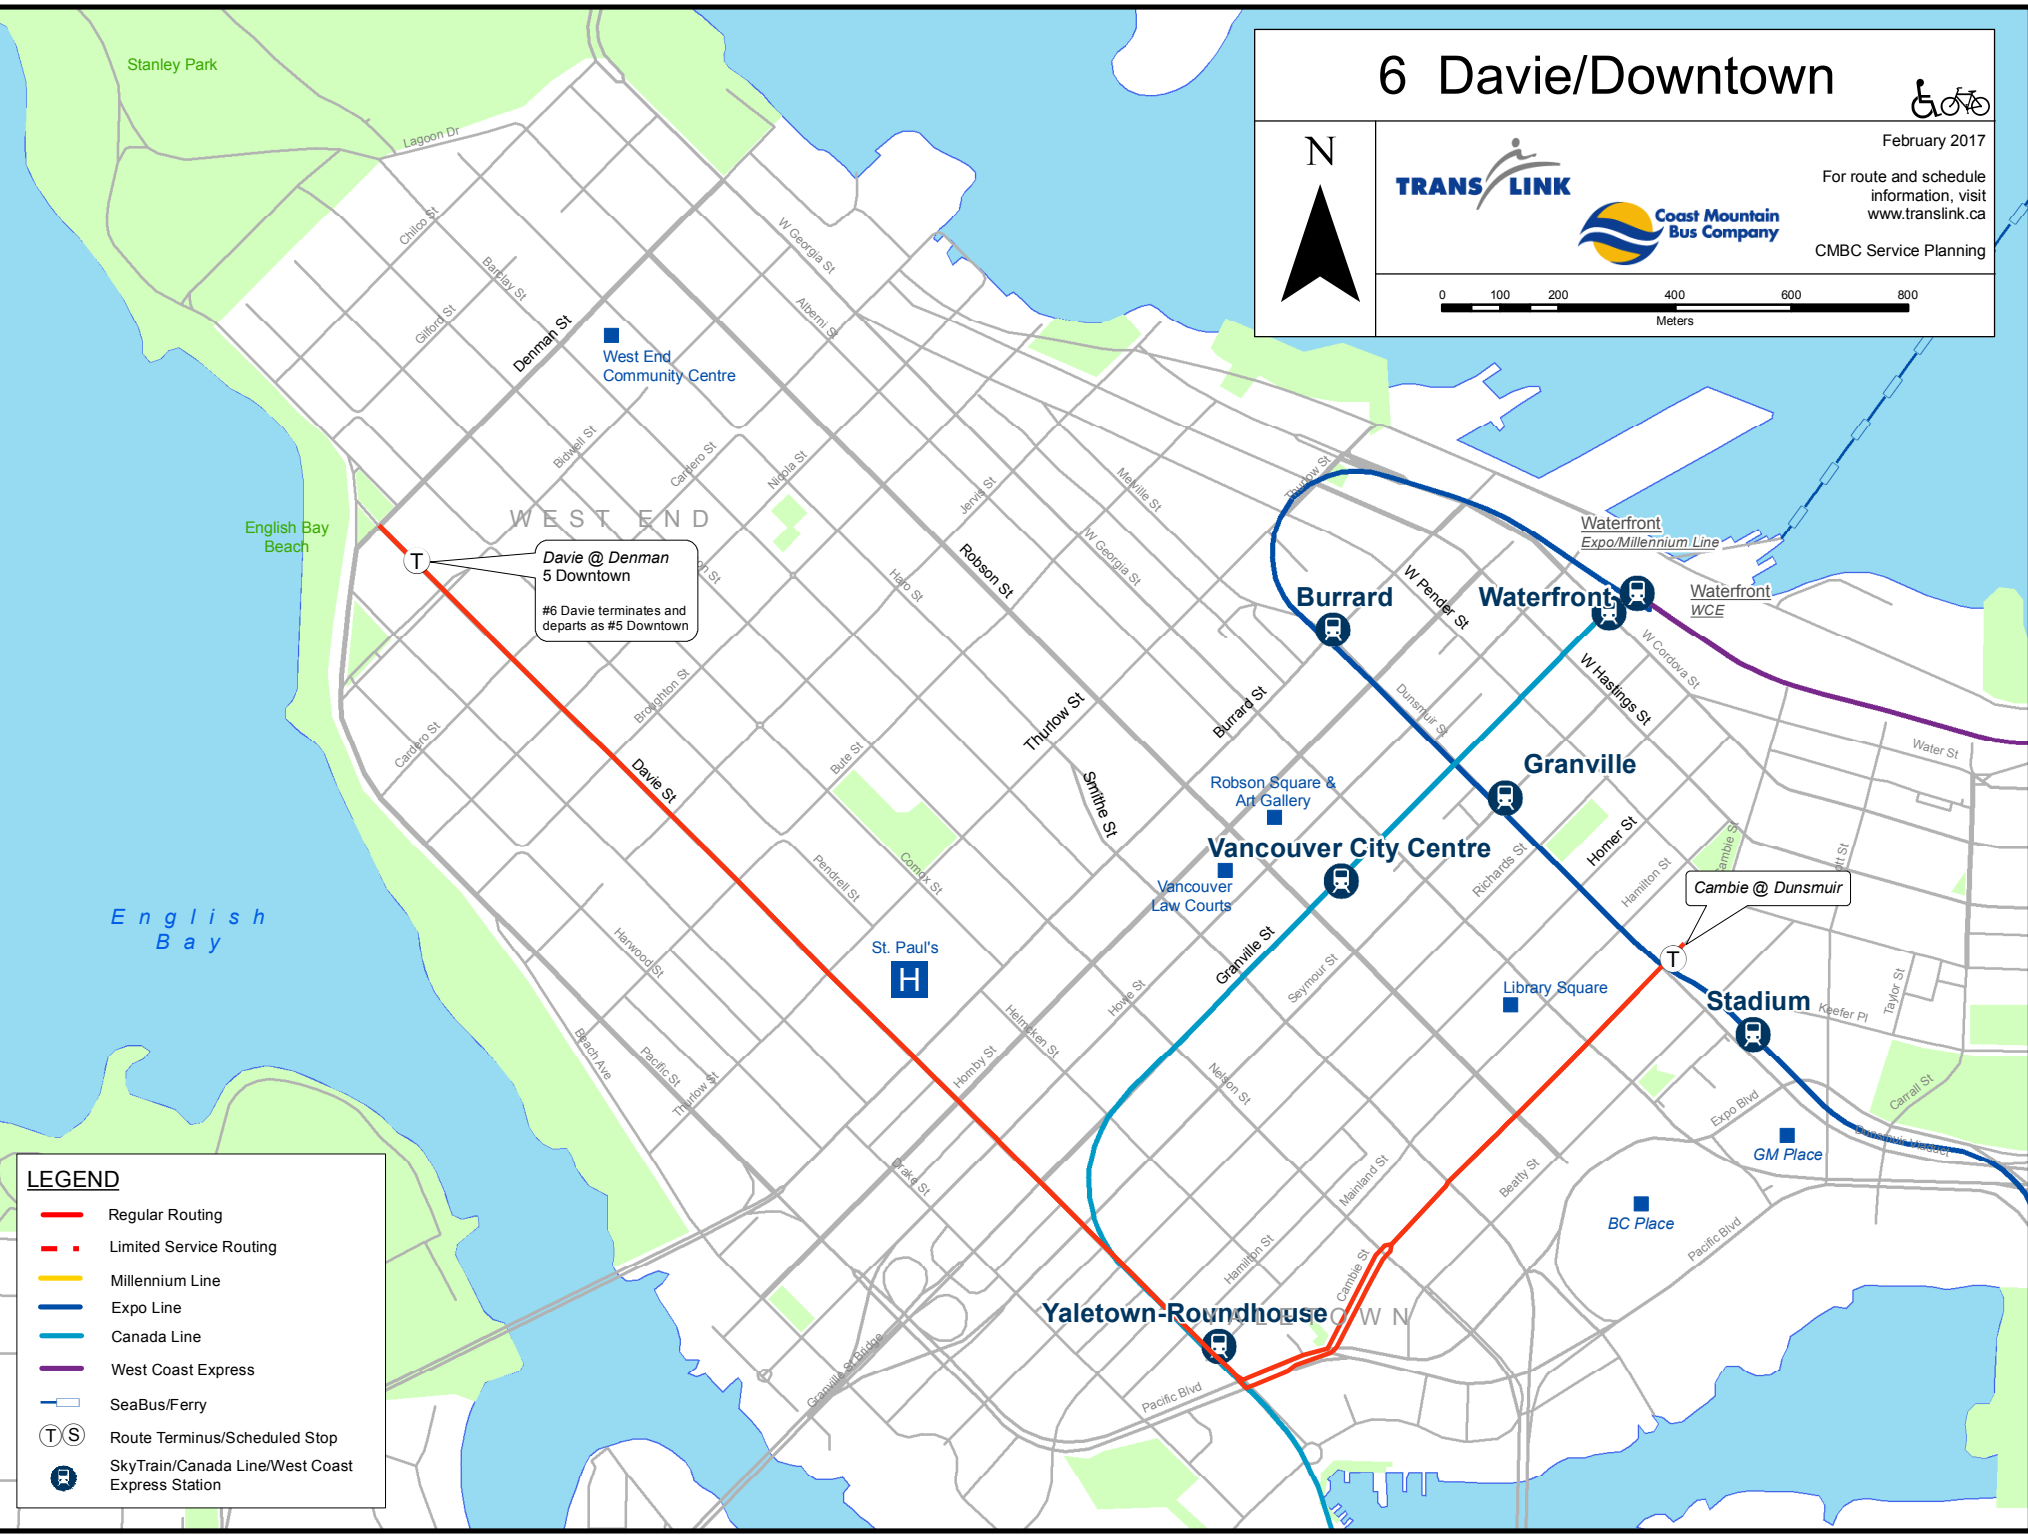 6 Davie/Downtown
N
TRANS LINK
Coast Mountain
Bus Company
February 2017
For route and schedule
information, visit
www.translink.ca
CMBC Service Planning
0 100 200 400 600 800
Meters
Stanley Park
Lagoon Dr
Chilco St
Barclay St
Gilford St
Denman St
W Georgia St
Alberni St
West End
Community Centre
Bidwell St
Cardero St
Nicola St
Jervis St
Melville St
W Georgia St
Thurlow St
WEST END
English Bay
Beach
T
Davie @ Denman
5 Downtown
#6 Davie terminates and
departs as #5 Downtown
on St
Haro St
Robson St
Waterfront
Expo/Millennium Line
Waterfront
WCE
Burrard
Waterfront
W Pender St
W Hastings St
W Cordova St
Water St
Broughton St
Cardero St
Davie St
Bute St
Thurlow St
Smithe St
Burrard St
Dunsmuir St
Granville
Robson Square &
Art Gallery
Vancouver City Centre
Vancouver
Law Courts
Richards St
Homer St
Hamilton St
Cambie @ Dunsmuir
T
Pendrell St
Comox St
St. Paul's
H
Harwood St
Granville St
Seymour St
Library Square
Stadium
Keefer Pl
Taylor St
Carrall St
English
Bay
Beach Ave
Pacific St
Thurlow St
Hornby St
Helmcken St
Howe St
Nelson St
Drake St
Expo Blvd
GM Place
Dunsmuir Viaduct
Beatty St
Mainland St
BC Place
Pacific Blvd
Hamilton St
Cambie St
Yaletown-Roundhouse
YALETOWN
Granville St Bridge
Pacific Blvd
LEGEND
Regular Routing
Limited Service Routing
Millennium Line
Expo Line
Canada Line
West Coast Express
SeaBus/Ferry
T S Route Terminus/Scheduled Stop
SkyTrain/Canada Line/West Coast
Express Station